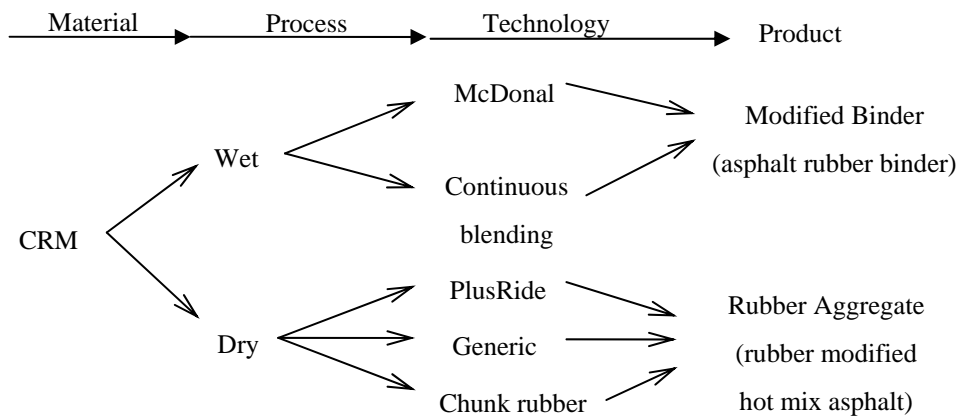 Material Process Technology Product
McDonal
Modified Binder
Wet
(asphalt rubber binder)
Continuous
blending
CRM
PlusRide
Rubber Aggregate
Dry
Generic
(rubber modified
Chunk rubber
hot mix asphalt)